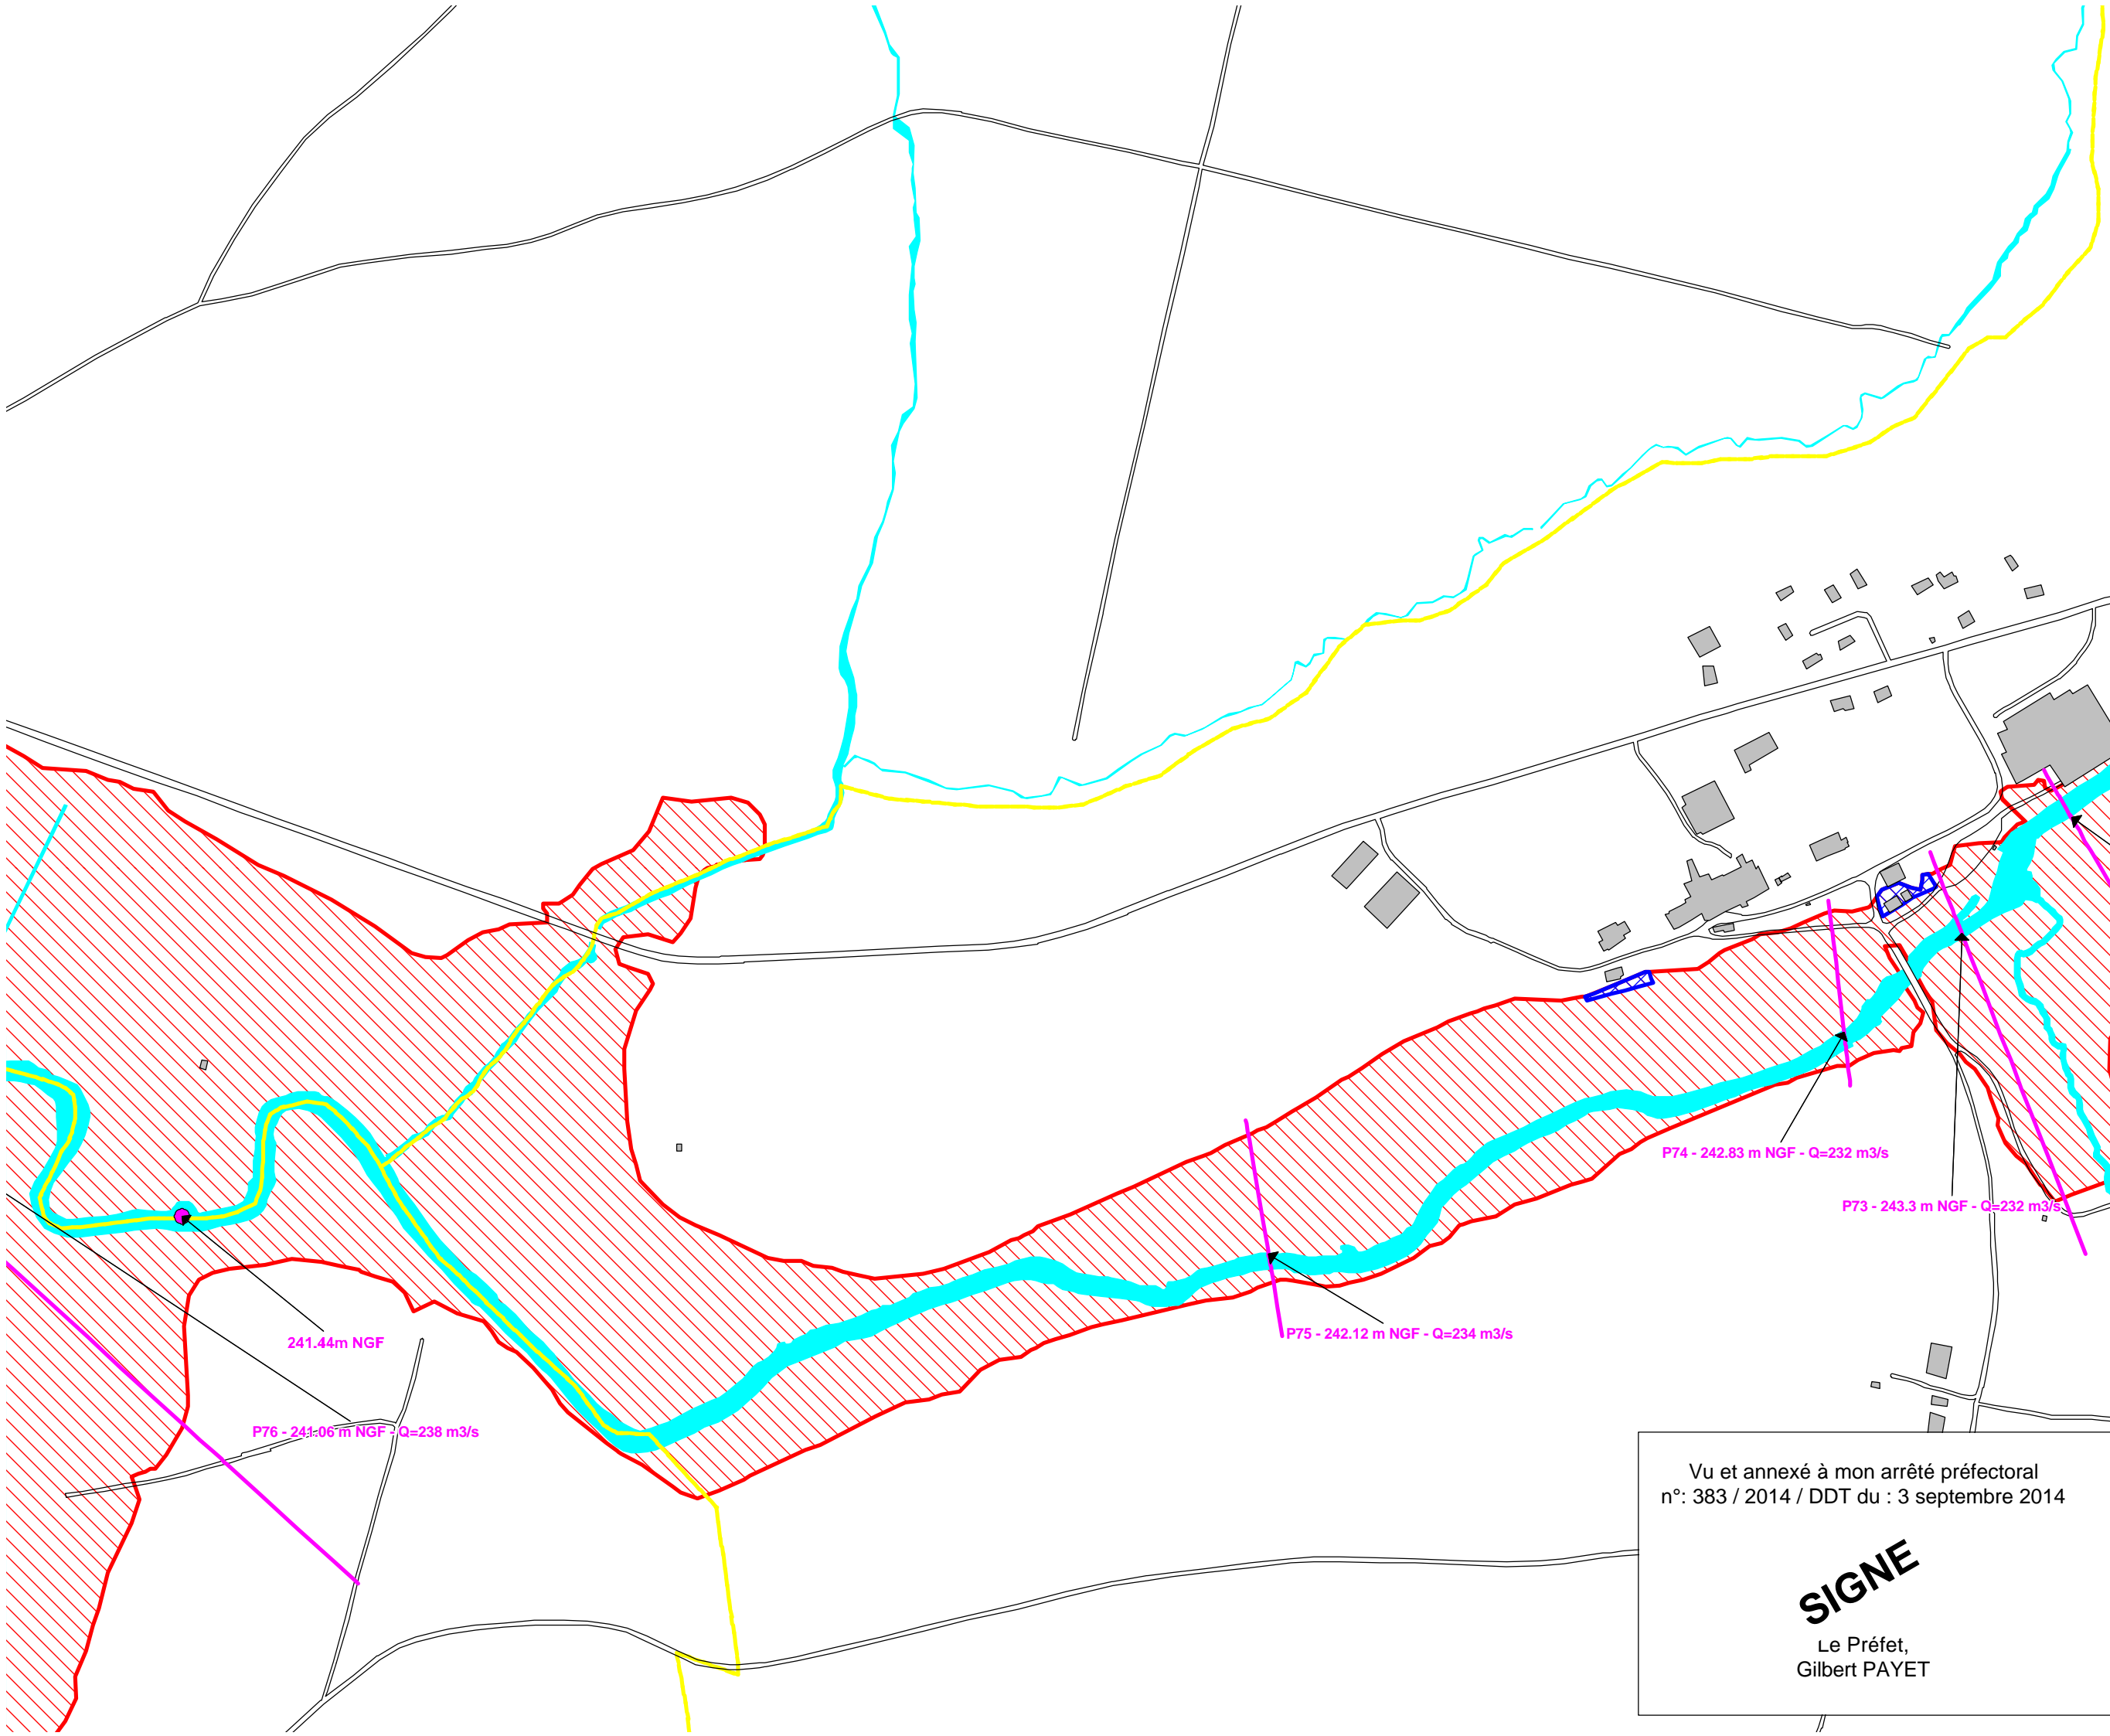 P74 - 242.83 m NGF - Q=232 m3/s
P73 - 243.3 m NGF - Q=232 m3/s
241.44m NGF
P75 - 242.12 m NGF - Q=234 m3/s
P76 - 241.06 m NGF - Q=238 m3/s
Vu et annexé à mon arrêté préfectoral
n°: 383 / 2014 / DDT du : 3 septembre 2014
SIGNE
Le Préfet,
Gilbert PAYET